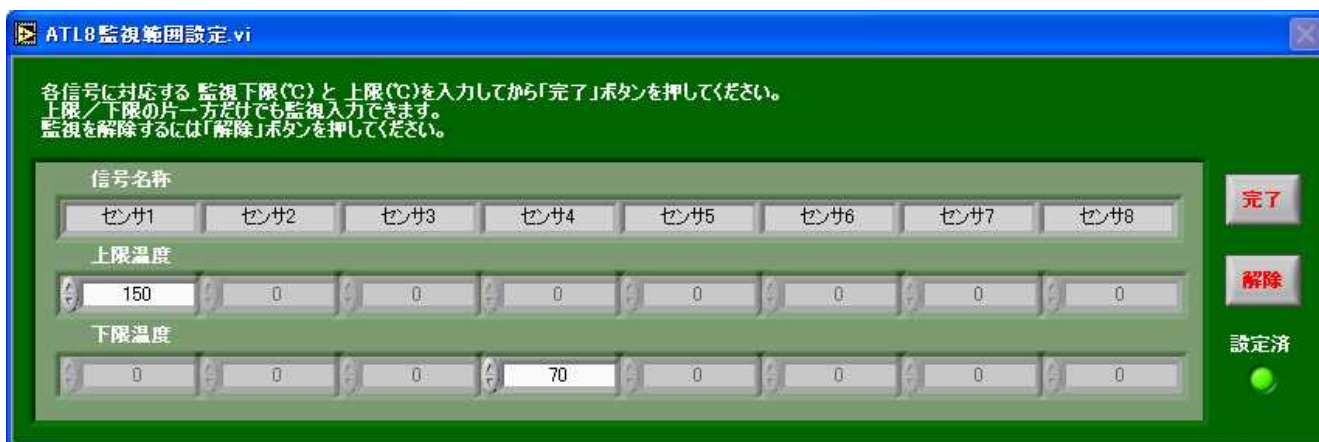 ATL8監視範囲設定.vi
各信号に対応する 監視下限(℃) と 上限(℃)を入力してから「完了」ボタンを押してください。
上限／下限の片一方だけでも監視入力できます。
監視を解除するには「解除」ボタンを押してください。
信号名称
センサ1 センサ2 センサ3 センサ4 センサ5 センサ6 センサ7 センサ8
完了
上限温度
150 0 0 0 0 0 0 0
解除
下限温度
0 0 0 70 0 0 0 0
設定済